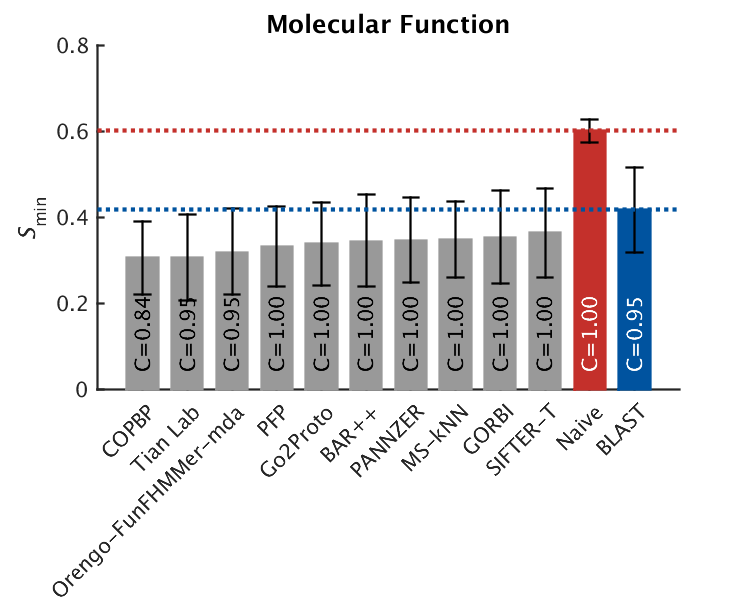 Molecular Function
0.8
0.6
0.4
0.2
0
Smin
C=0.84
C=0.95
C=0.95
C=1.00
C=1.00
C=1.00
C=1.00
C=1.00
C=1.00
C=1.00
C=1.00
C=0.95
COPBP
Tian Lab
Orengo-FunFHMMer-mda
PFP
Go2Proto
BAR++
PANNZER
MS-kNN
GORBI
SIFTER-T
Naive
BLAST